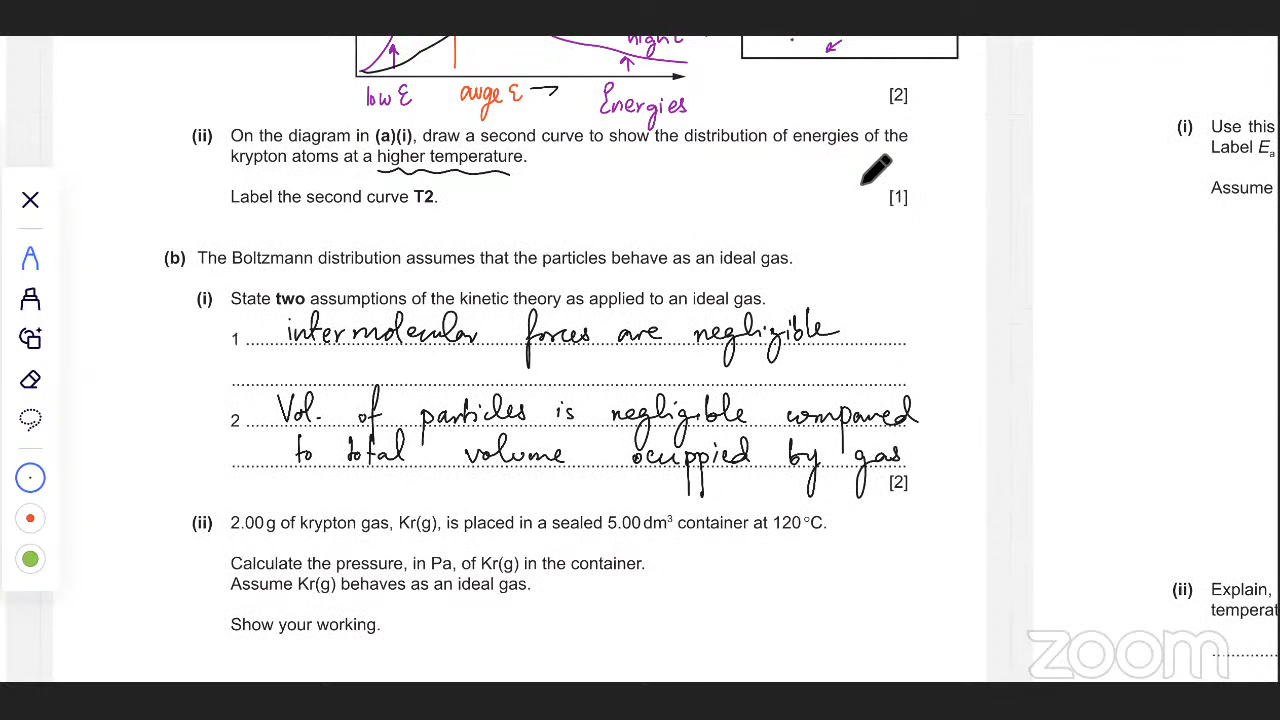 low ε
avrge ε →
Energies
[2]
(ii) On the diagram in (a)(i), draw a second curve to show the distribution of energies of the
krypton atoms at a higher temperature.
Label the second curve T2.
[1]
(b) The Boltzmann distribution assumes that the particles behave as an ideal gas.
(i) State two assumptions of the kinetic theory as applied to an ideal gas.
1 intermolecular forces are negligible
2 Vol. of particles is negligible compared
to total volume ocuppied by gas
[2]
(ii) 2.00 g of krypton gas, Kr(g), is placed in a sealed 5.00 dm³ container at 120 °C.
Calculate the pressure, in Pa, of Kr(g) in the container.
Assume Kr(g) behaves as an ideal gas.
Show your working.
(i) Use this
Label Eₐ
Assume
(ii) Explain,
temperat
zoom